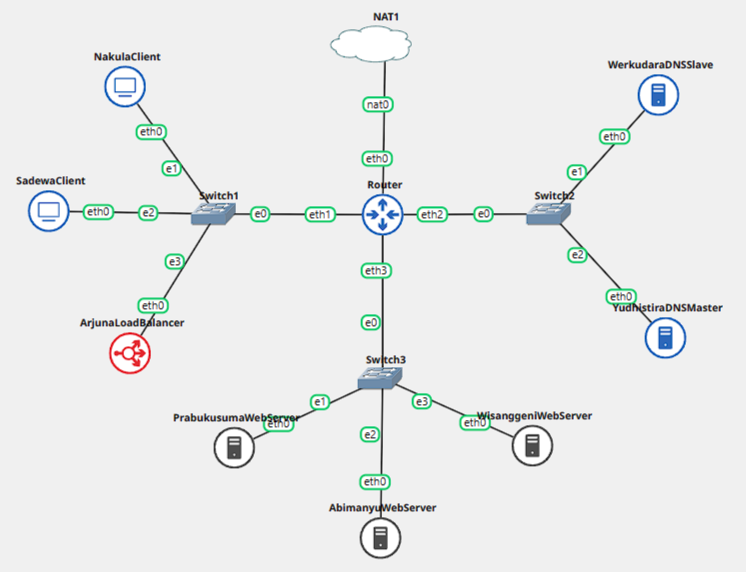 NAT1
NakulaClient
WerkudaraDNSSlave
nat0
eth0
e1
eth0
eth0
e1
SadewaClient
Switch1
Router
Switch2
eth0
e2
e0
eth1
eth2
e0
e3
eth0
ArjunaLoadBalancer
eth3
e0
e2
eth0
YudhistiraDNSMaster
Switch3
e1
e3
PrabukusumaWebServer
eth0
WisanggeniWebServer
eth0
e2
eth0
AbimanyuWebServer